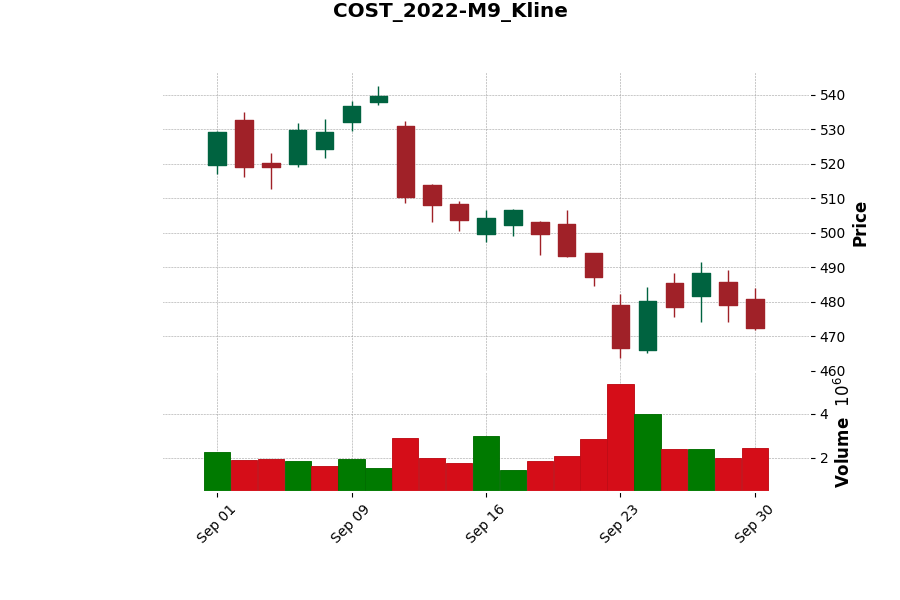 COST_2022-M9_Kline
540
530
520
510
500
490
480
470
460
Price
4
2
Volume 10^6
Sep 01
Sep 09
Sep 16
Sep 23
Sep 30